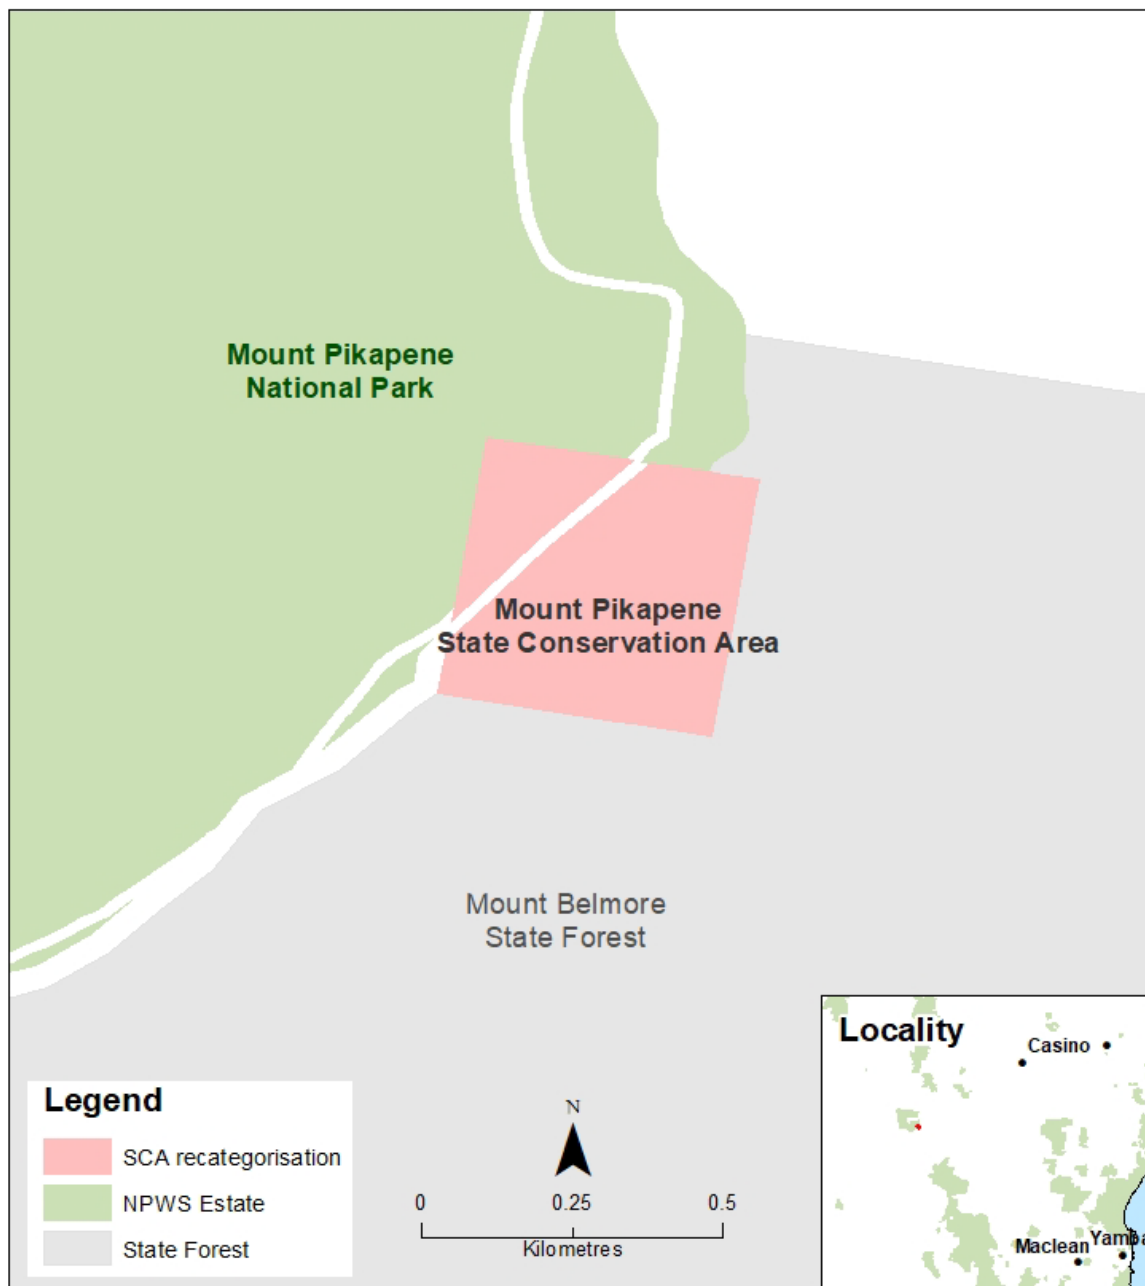 Mount Pikapene
National Park
Mount Pikapene
State Conservation Area
Mount Belmore
State Forest
Legend
SCA recategorisation
NPWS Estate
State Forest
N
0 0.25 0.5
Kilometres
Locality
Casino
Maclean
Yamba